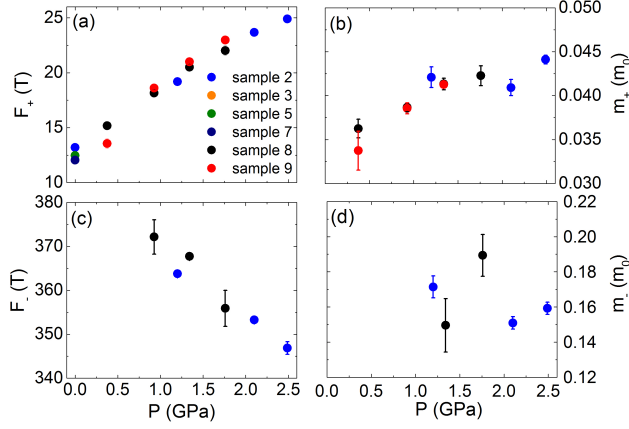 (a)
25
20
15
10
F₊ (T)
sample 2
sample 3
sample 5
sample 7
sample 8
sample 9
(b)
0.050
0.045
0.040
0.035
0.030
m₊ (m₀)
(c)
380
370
360
350
340
F₋ (T)
0.0 0.5 1.0 1.5 2.0 2.5
P (GPa)
(d)
0.20
0.18
0.16
0.14
0.12
m₋ (m₀)
0.0 0.5 1.0 1.5 2.0 2.5
P (GPa)